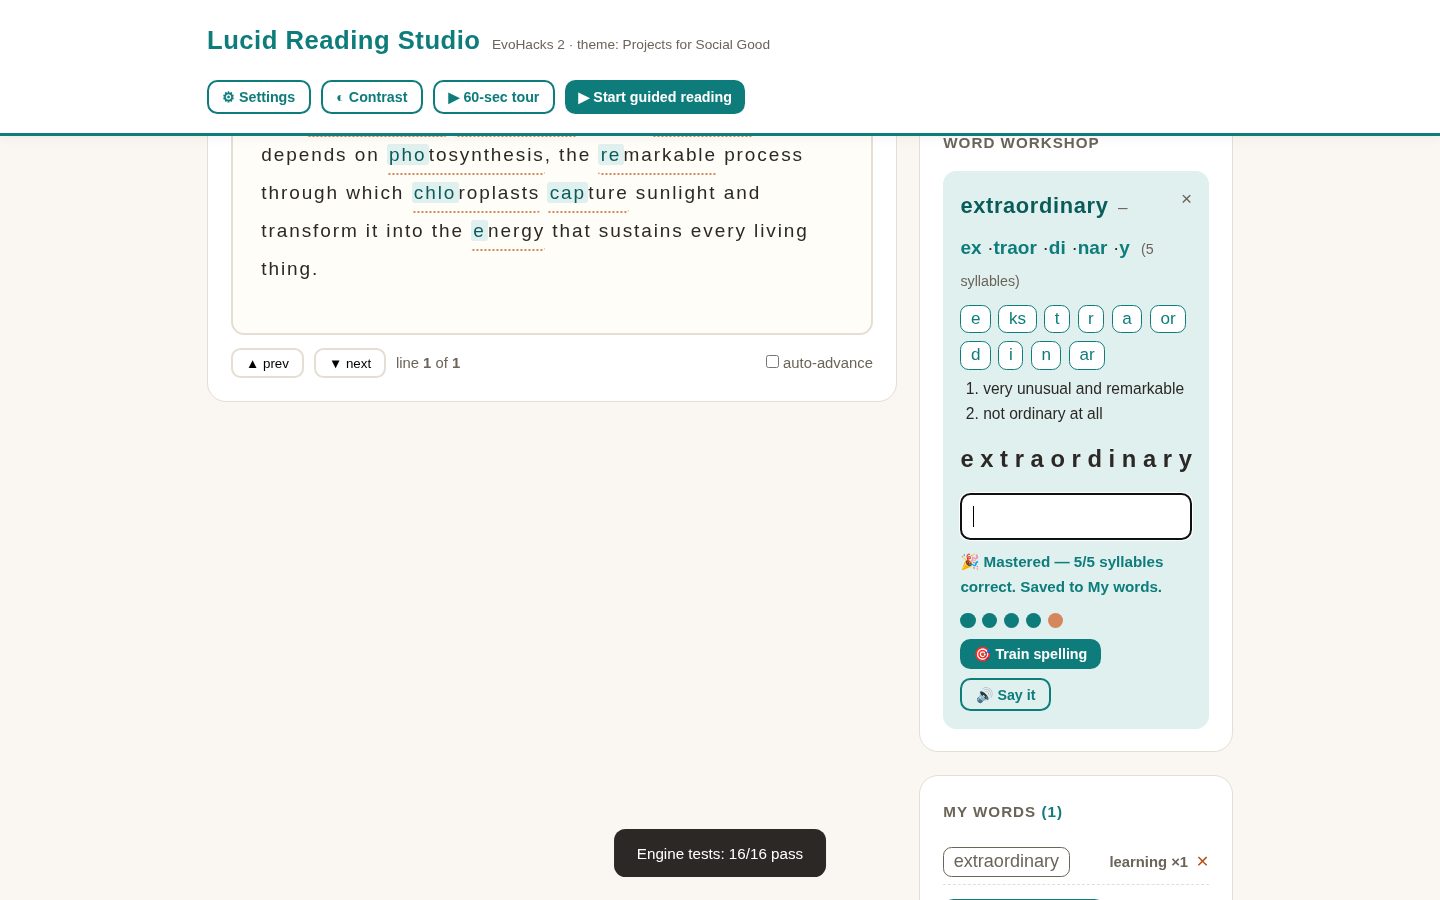 Lucid Reading Studio EvoHacks 2 · theme: Projects for Social Good
⚙ Settings
◐ Contrast
▶ 60-sec tour
▶ Start guided reading
depends on photosynthesis, the remarkable process
through which chloroplasts capture sunlight and
transform it into the energy that sustains every living
thing.
▲ prev
▼ next
line 1 of 1
auto-advance
WORD WORKSHOP
extraordinary –
×
ex ·traor ·di ·nar ·y (5
syllables)
e ks t r a or
d i n ar
1. very unusual and remarkable
2. not ordinary at all
extraordinary
🎉 Mastered — 5/5 syllables
correct. Saved to My words.
🎯 Train spelling
🔊 Say it
MY WORDS (1)
extraordinary learning ×1 ✕
Engine tests: 16/16 pass